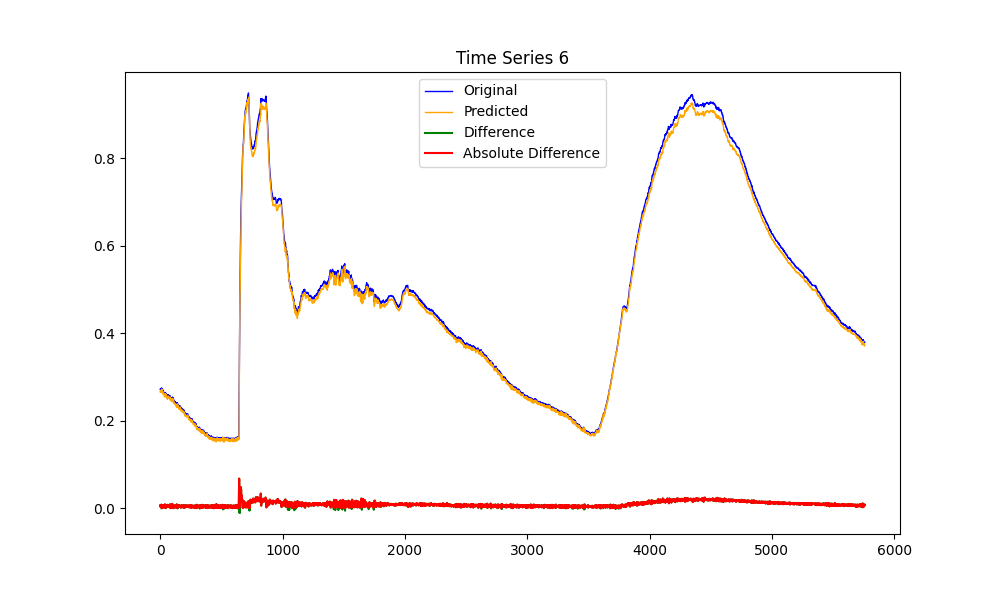 Time Series 6
Original
Predicted
Difference
Absolute Difference
0.8
0.6
0.4
0.2
0.0
0 1000 2000 3000 4000 5000 6000